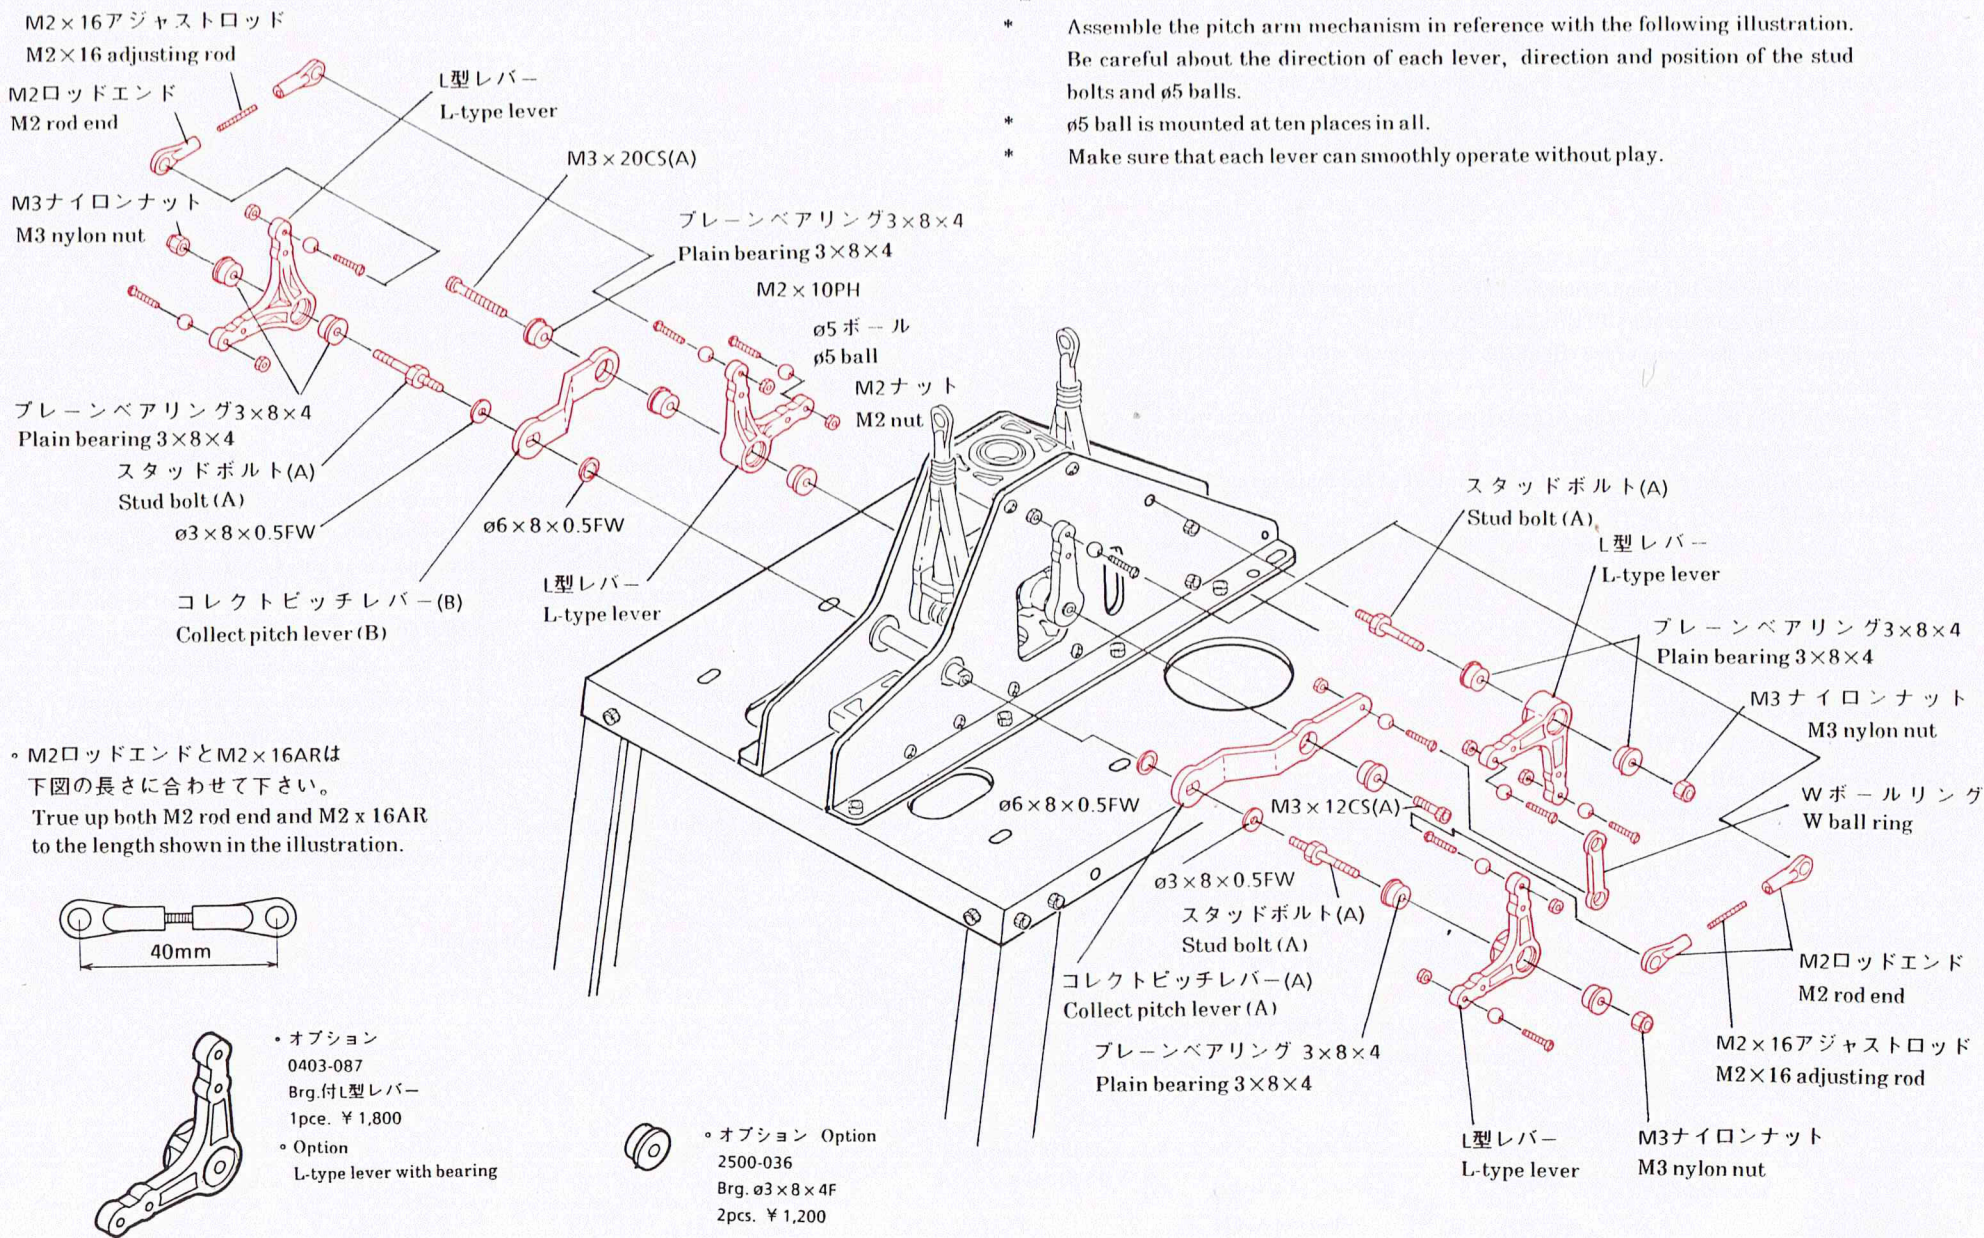 M2×16アジャストロッド
M2×16 adjusting rod
M2ロッドエンド
M2 rod end
L型レバー
L-type lever
M3ナイロンナット
M3 nylon nut
M3×20CS(A)
プレーンベアリング3×8×4
Plain bearing 3×8×4
M2×10PH
ø5ボール
ø5 ball
M2ナット
M2 nut
プレーンベアリング3×8×4
Plain bearing 3×8×4
スタッドボルト(A)
Stud bolt (A)
ø3×8×0.5FW
ø6×8×0.5FW
コレクトピッチレバー(B)
Collect pitch lever (B)
L型レバー
L-type lever
* Assemble the pitch arm mechanism in reference with the following illustration.
Be careful about the direction of each lever, direction and position of the stud
bolts and ø5 balls.
* ø5 ball is mounted at ten places in all.
* Make sure that each lever can smoothly operate without play.
スタッドボルト(A)
Stud bolt (A)
L型レバー
L-type lever
プレーンベアリング3×8×4
Plain bearing 3×8×4
M3ナイロンナット
M3 nylon nut
Wボールリング
W ball ring
ø6×8×0.5FW
M3×12CS(A)
ø3×8×0.5FW
スタッドボルト(A)
Stud bolt (A)
コレクトピッチレバー(A)
Collect pitch lever (A)
プレーンベアリング 3×8×4
Plain bearing 3×8×4
M2ロッドエンド
M2 rod end
M2×16アジャストロッド
M2×16 adjusting rod
L型レバー
L-type lever
M3ナイロンナット
M3 nylon nut
。M2ロッドエンドとM2×16ARは
下図の長さに合わせて下さい。
True up both M2 rod end and M2 x 16AR
to the length shown in the illustration.
40mm
・オプション
0403-087
Brg.付L型レバー
1pce. ¥1,800
。Option
L-type lever with bearing
。オプション Option
2500-036
Brg. ø3×8×4F
2pcs. ¥1,200